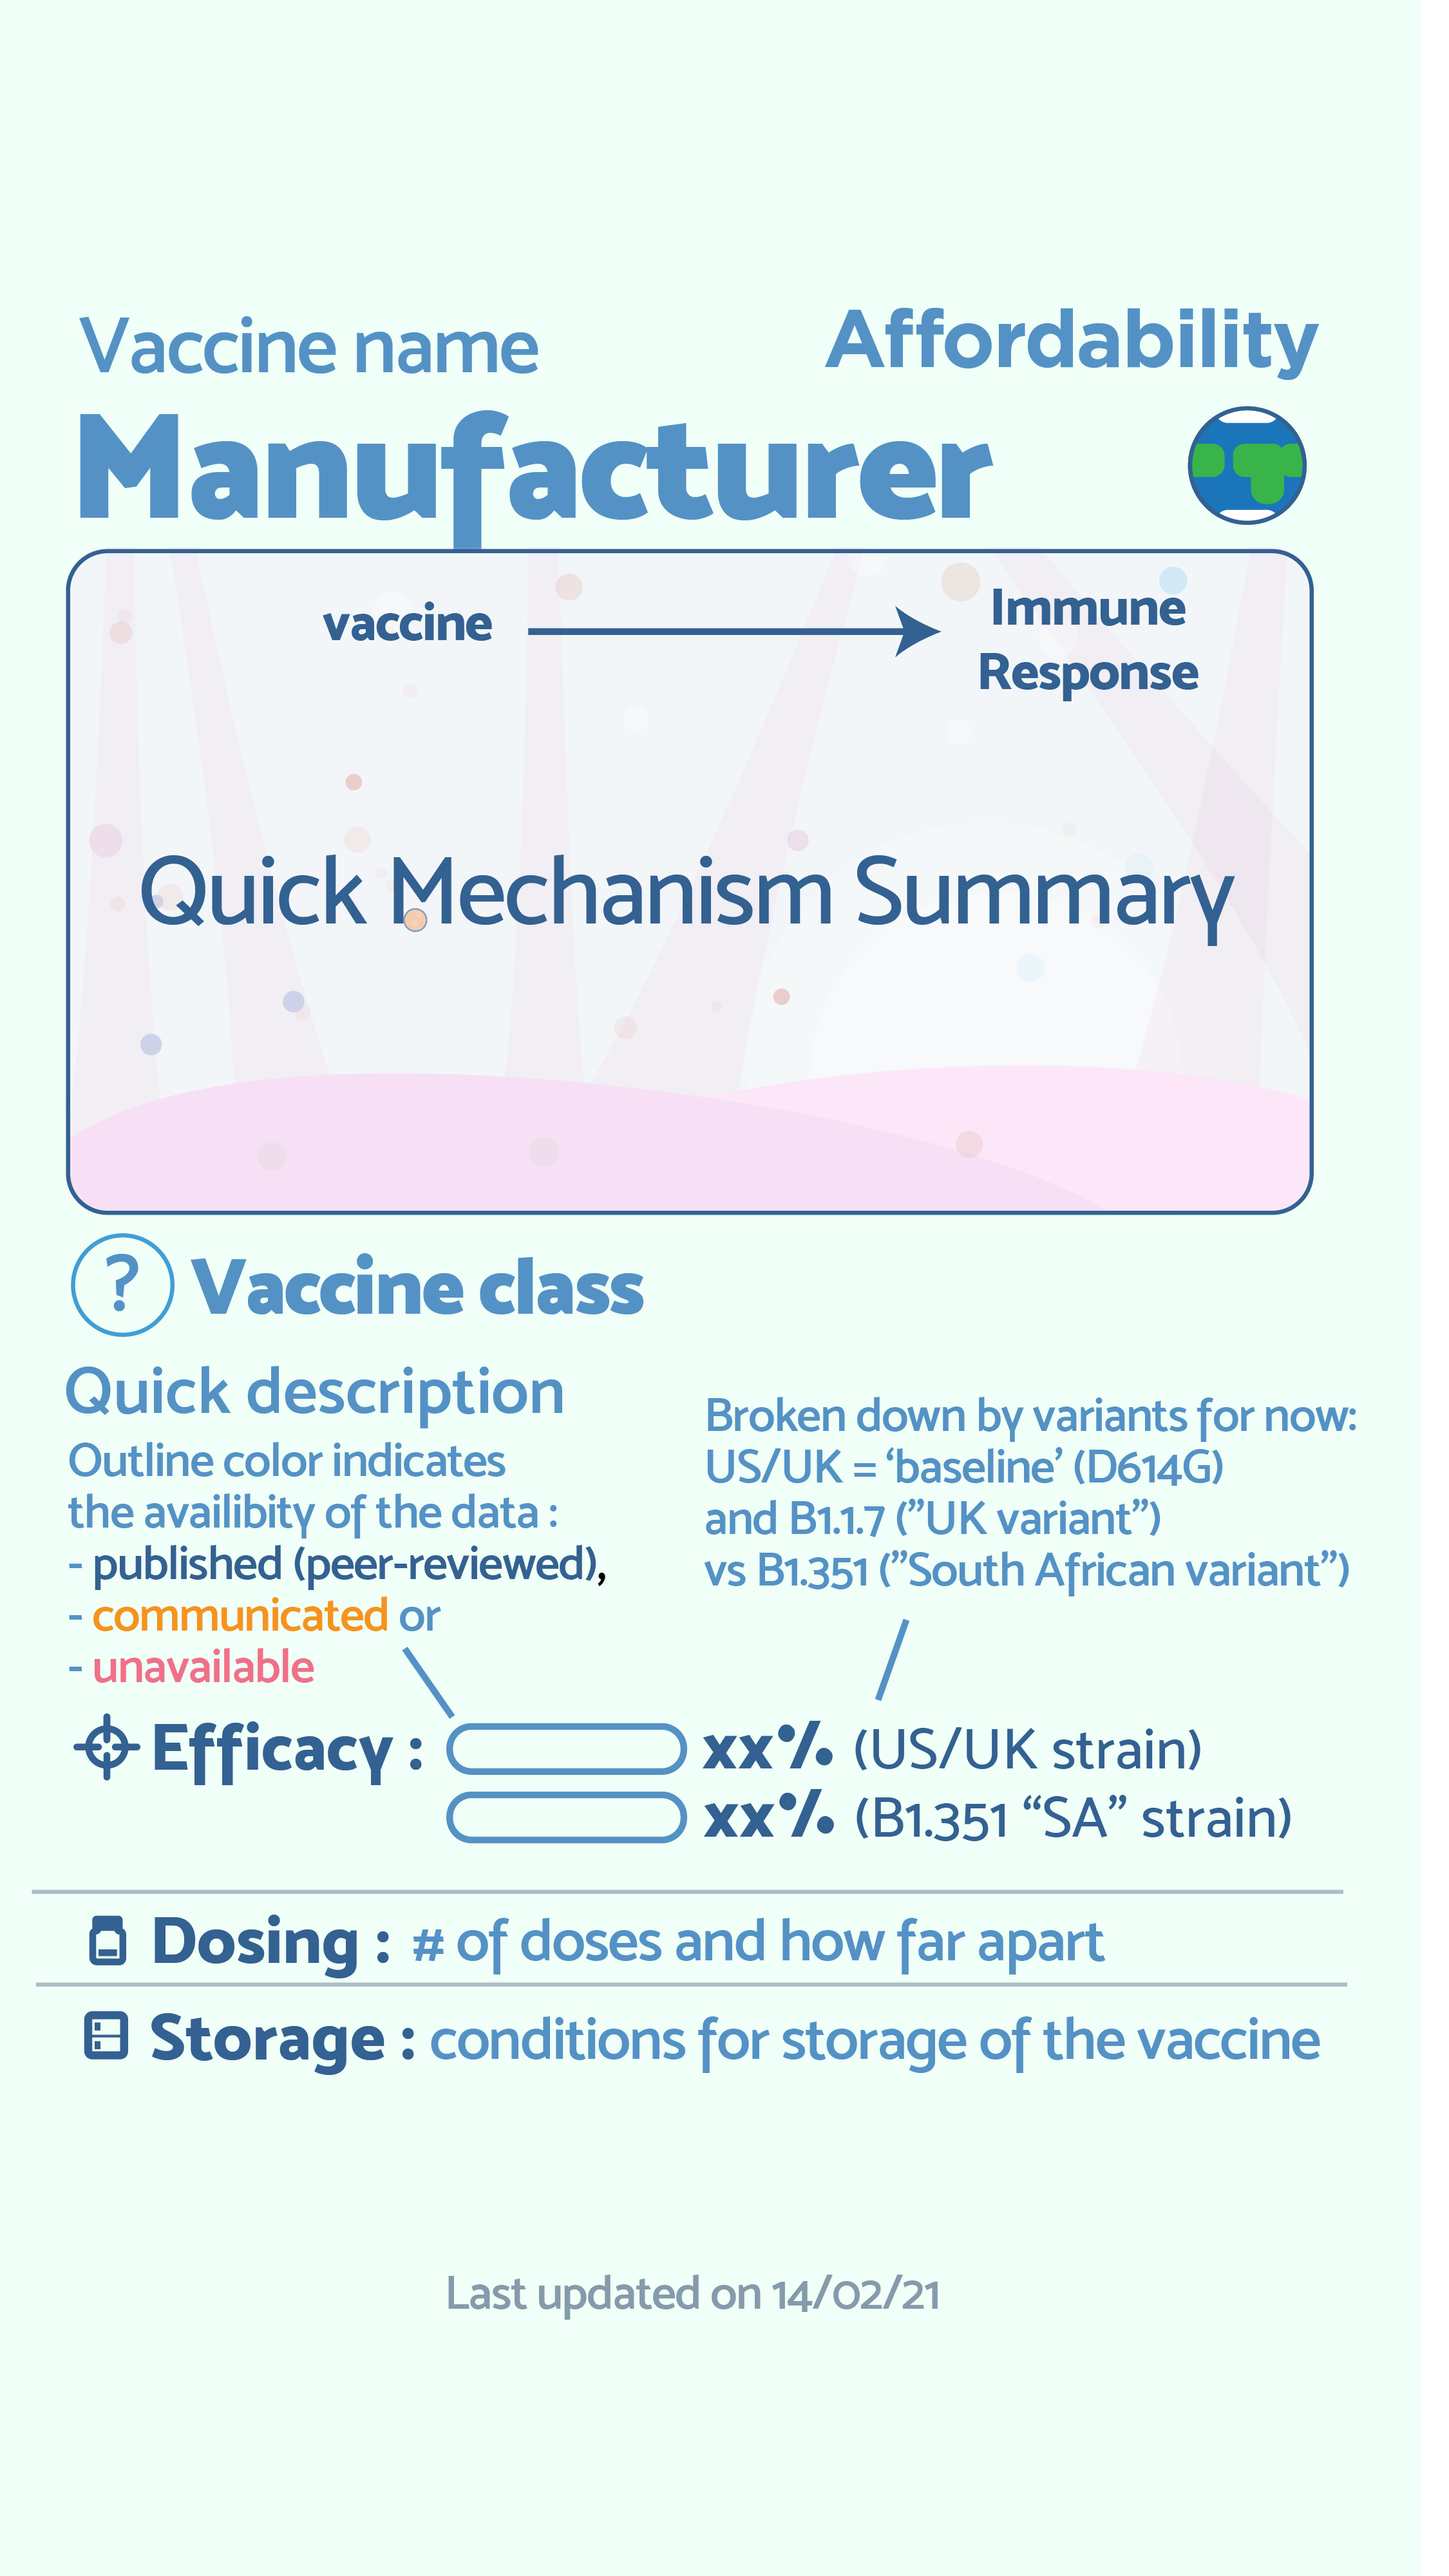 Vaccine name
Affordability
Manufacturer
vaccine
Immune
Response
Quick Mechanism Summary
? Vaccine class
Quick description
Outline color indicates
the availibity of the data :
- published (peer-reviewed),
- communicated or
- unavailable
Broken down by variants for now:
US/UK = ‘baseline’ (D614G)
and B1.1.7 (”UK variant”)
vs B1.351 (”South African variant”)
Efficacy : xx% (US/UK strain)
xx% (B1.351 “SA” strain)
Dosing : # of doses and how far apart
Storage : conditions for storage of the vaccine
Last updated on 14/02/21